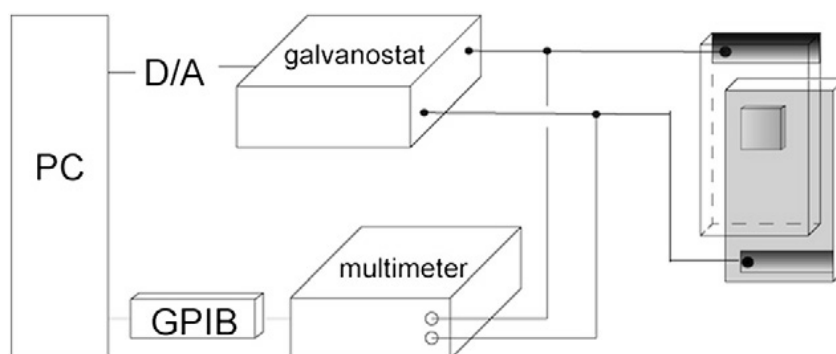 galvanostat
D/A
PC
multimeter
GPIB